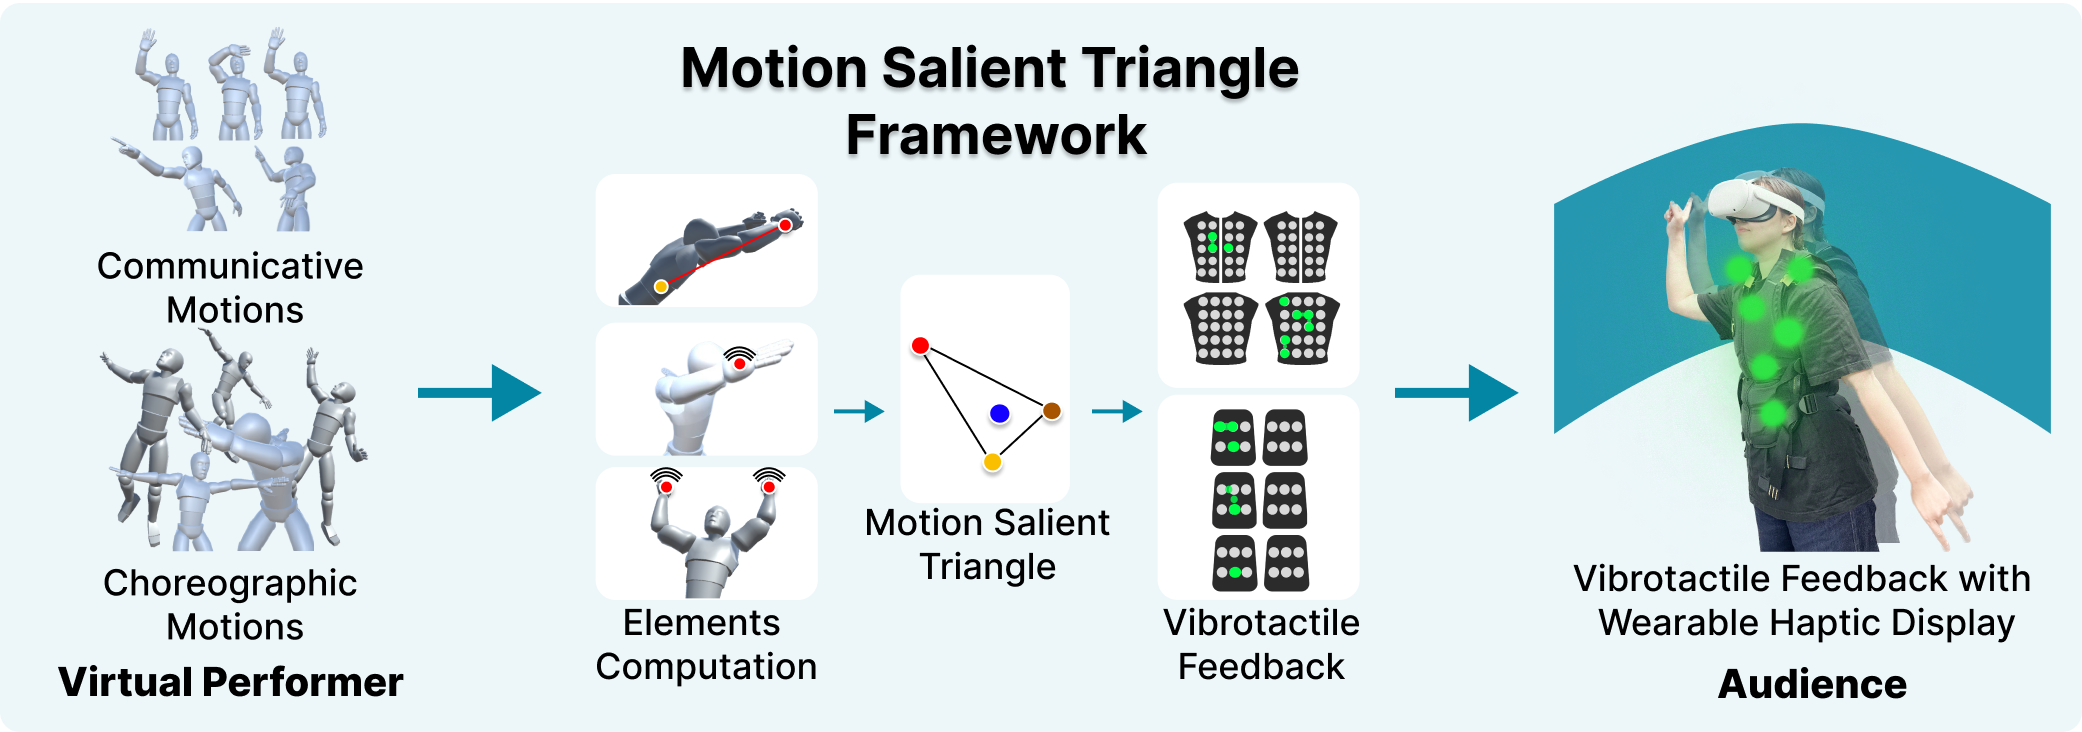 Motion Salient Triangle
Framework
Communicative
Motions
Choreographic
Motions
Virtual Performer
Elements
Computation
Motion Salient
Triangle
Vibrotactile
Feedback
Vibrotactile Feedback with
Wearable Haptic Display
Audience